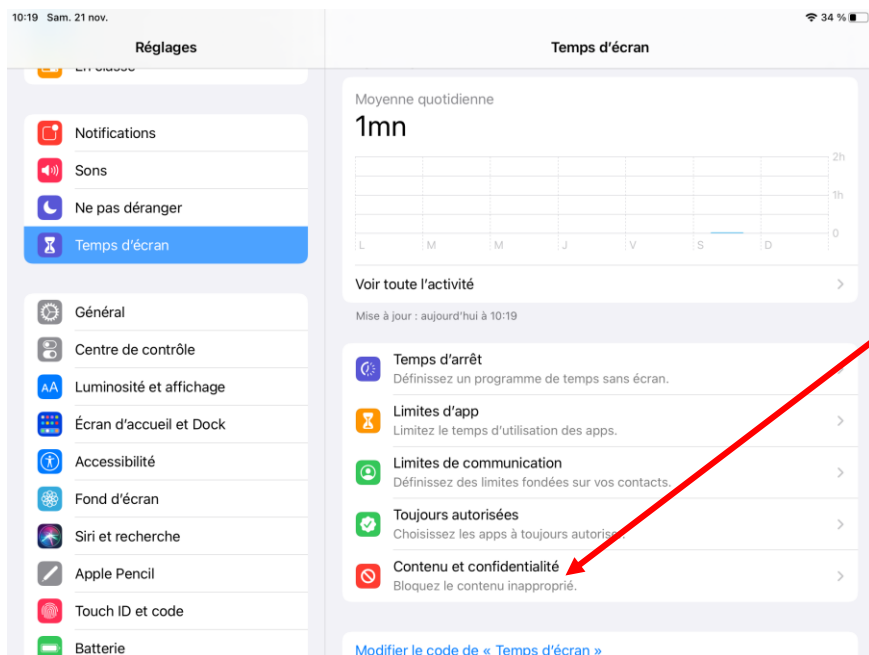 10:19 Sam. 21 nov.
34 %
Réglages
Temps d’écran
En classe
Notifications
Sons
Ne pas déranger
Temps d’écran
Général
Centre de contrôle
AA
Luminosité et affichage
Écran d’accueil et Dock
Accessibilité
Fond d’écran
Siri et recherche
Apple Pencil
Touch ID et code
Batterie
Moyenne quotidienne
1mn
2h
1h
0
L M M J V S D
Voir toute l’activité
Mise à jour : aujourd’hui à 10:19
Temps d’arrêt
Définissez un programme de temps sans écran.
Limites d’app
Limitez le temps d’utilisation des apps.
Limites de communication
Définissez des limites fondées sur vos contacts.
Toujours autorisées
Choisissez les apps à toujours autoriser.
Contenu et confidentialité
Bloquez le contenu inapproprié.
Modifier le code de « Temps d’écran »